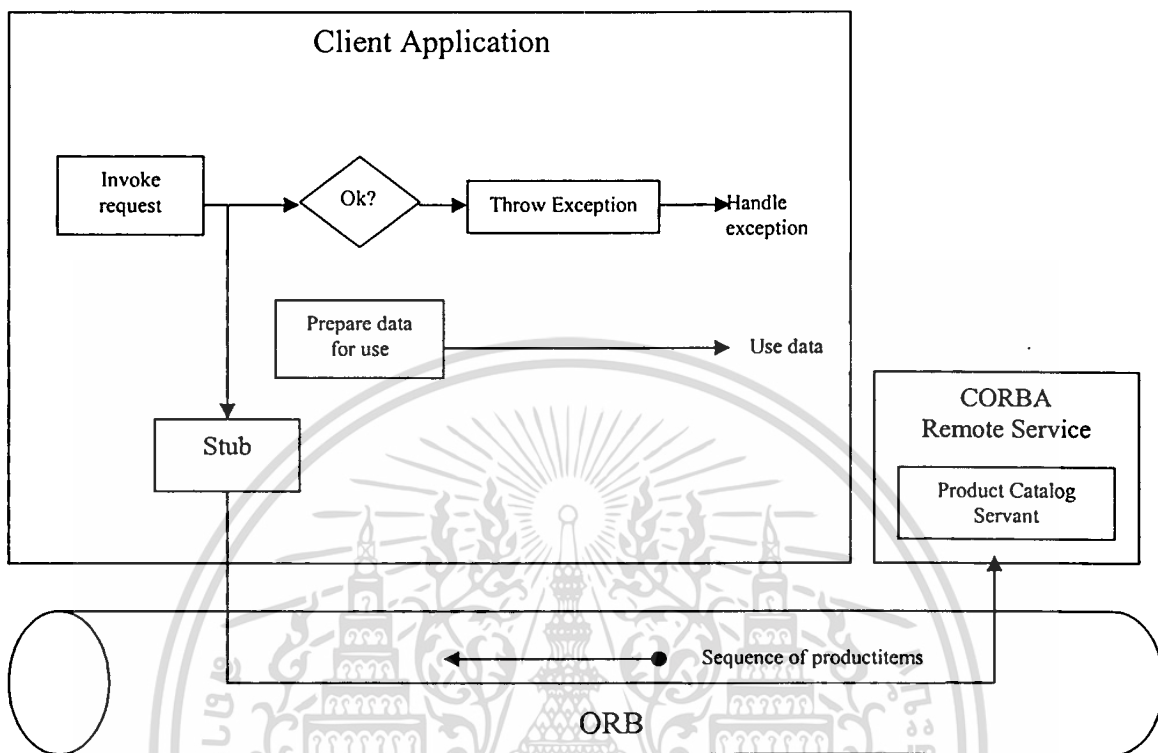 Client Application
Invoke
request
Ok?
Throw Exception
Handle
exception
Prepare data
for use
Use data
Stub
CORBA
Remote Service
Product Catalog
Servant
Sequence of productitems
ORB